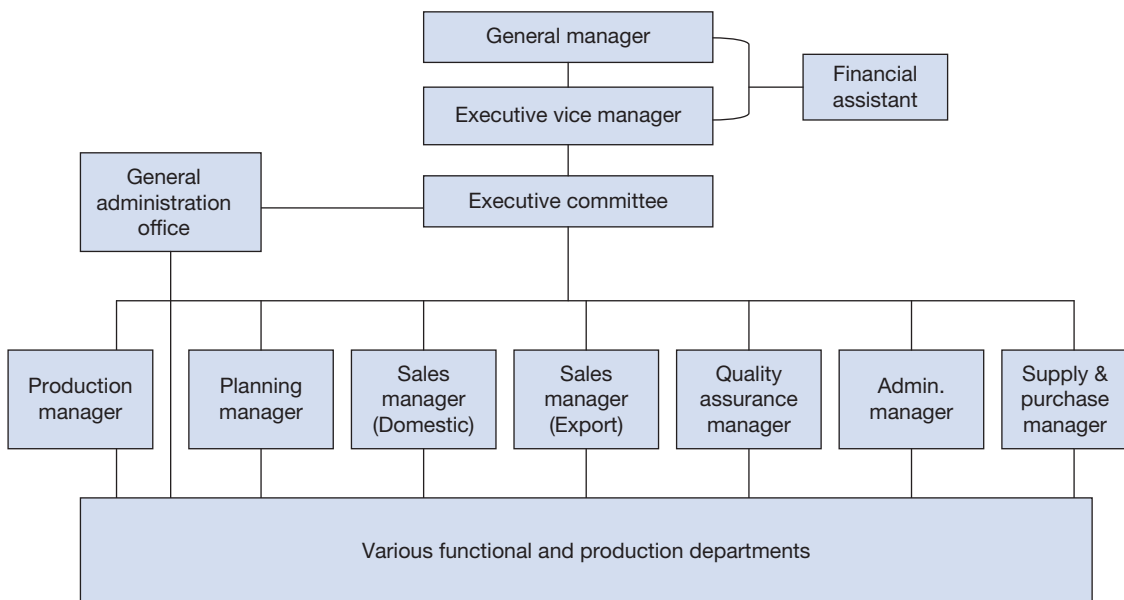 General manager
Financial
assistant
Executive vice manager
General
administration
office
Executive committee
Production
manager
Planning
manager
Sales
manager
(Domestic)
Sales
manager
(Export)
Quality
assurance
manager
Admin.
manager
Supply &
purchase
manager
Various functional and production departments